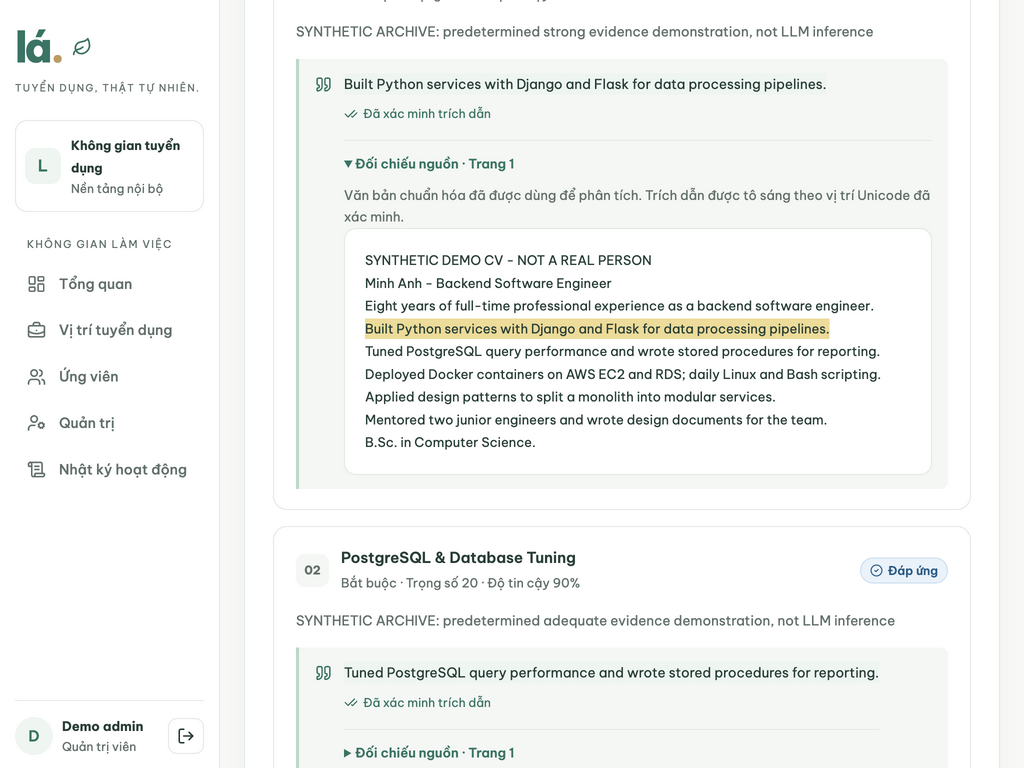 lá.
TUYỂN DỤNG, THẬT TỰ NHIÊN.
L
Không gian tuyển
dụng
Nền tảng nội bộ
KHÔNG GIAN LÀM VIỆC
Tổng quan
Vị trí tuyển dụng
Ứng viên
Quản trị
Nhật ký hoạt động
D
Demo admin
Quản trị viên
SYNTHETIC ARCHIVE: predetermined strong evidence demonstration, not LLM inference
Built Python services with Django and Flask for data processing pipelines.
Đã xác minh trích dẫn
Đối chiếu nguồn · Trang 1
Văn bản chuẩn hóa đã được dùng để phân tích. Trích dẫn được tô sáng theo vị trí Unicode đã
xác minh.
SYNTHETIC DEMO CV - NOT A REAL PERSON
Minh Anh - Backend Software Engineer
Eight years of full-time professional experience as a backend software engineer.
Built Python services with Django and Flask for data processing pipelines.
Tuned PostgreSQL query performance and wrote stored procedures for reporting.
Deployed Docker containers on AWS EC2 and RDS; daily Linux and Bash scripting.
Applied design patterns to split a monolith into modular services.
Mentored two junior engineers and wrote design documents for the team.
B.Sc. in Computer Science.
02
PostgreSQL & Database Tuning
Bắt buộc · Trọng số 20 · Độ tin cậy 90%
Đáp ứng
SYNTHETIC ARCHIVE: predetermined adequate evidence demonstration, not LLM inference
Tuned PostgreSQL query performance and wrote stored procedures for reporting.
Đã xác minh trích dẫn
Đối chiếu nguồn · Trang 1